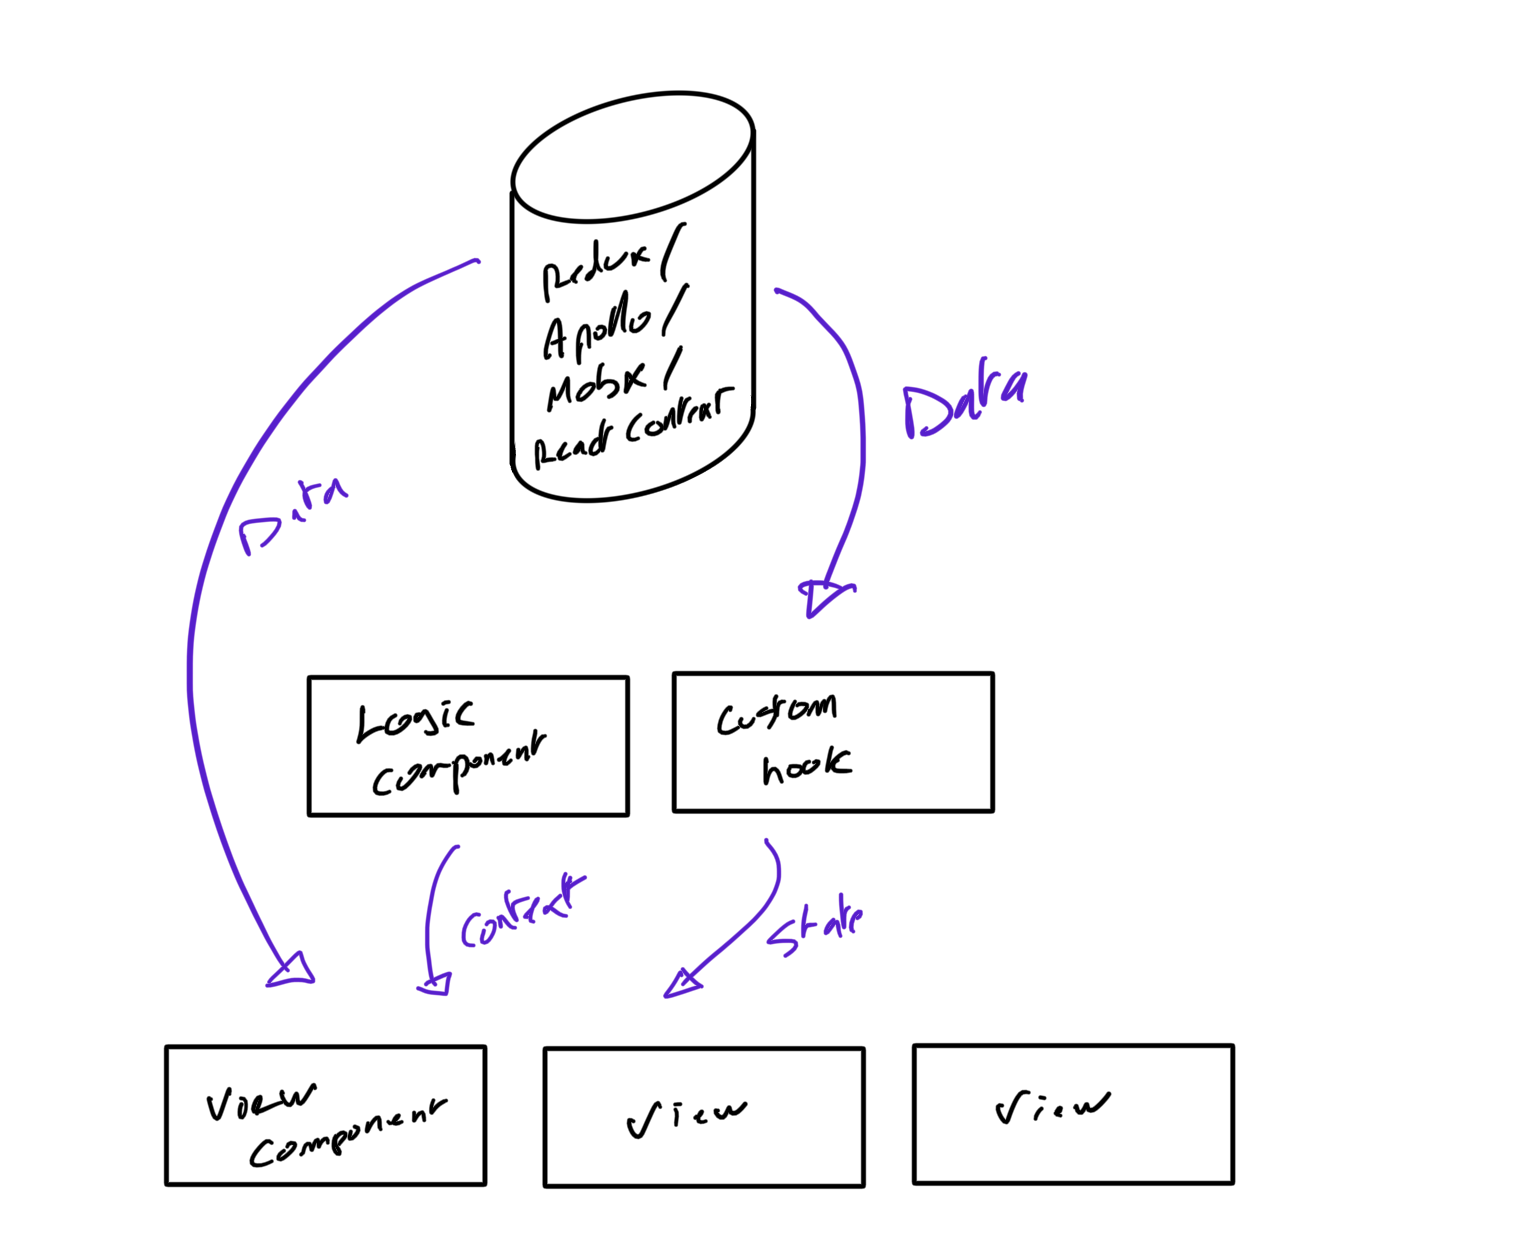 Redux/
Apollo/
Mobx/
React Context
Data
Data
Logic
Component
Custom
hook
Context
State
View
Component
View
View